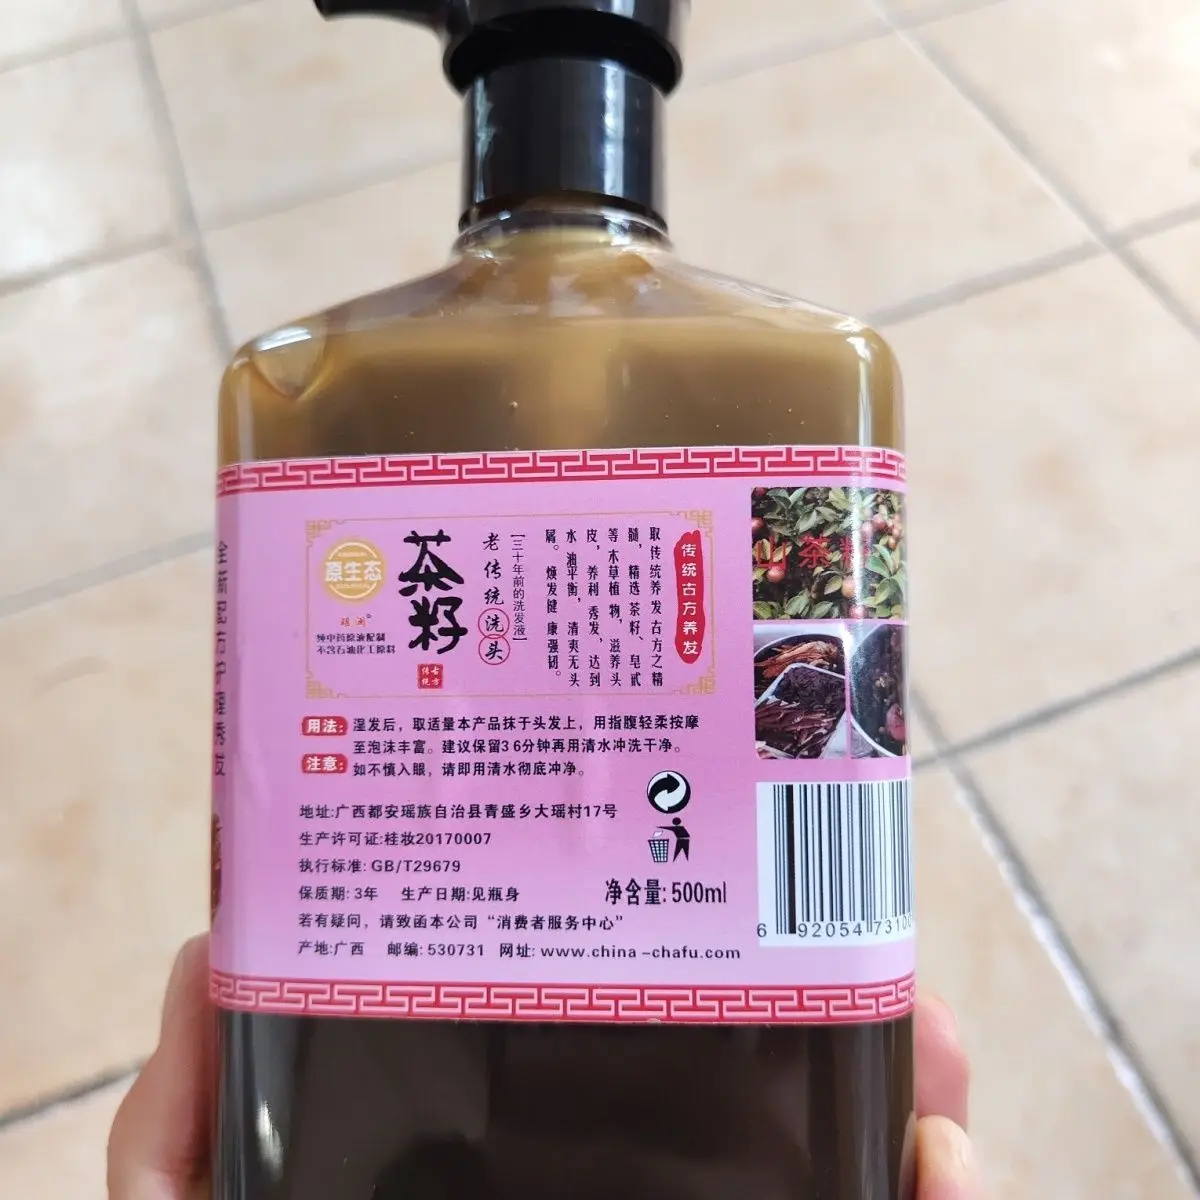 原生态
纯中药原液配制
不含石油化工原料
茶籽
古方
传统
老传统洗头
【三十年前的洗发液】
传统古方养发
取传统养发古方之精
髓，精选茶籽、皂甙
等木草植物，滋养头
皮，养利秀发，达到
水油平衡，清爽无头
屑。焕发健康强韧。
山茶
用法：湿发后，取适量本产品抹于头发上，用指腹轻柔按摩
至泡沫丰富。建议保留3 6分钟再用清水冲洗干净。
注意：如不慎入眼，请即用清水彻底冲净。
地址:广西都安瑶族自治县青盛乡大瑶村17号
生产许可证:桂妆20170007
执行标准: GB/T29679
保质期: 3年 生产日期:见瓶身
净含量: 500ml
若有疑问，请致函本公司“消费者服务中心”
产地:广西 邮编: 530731 网址: www.china-chafu.com
6 92054 73100